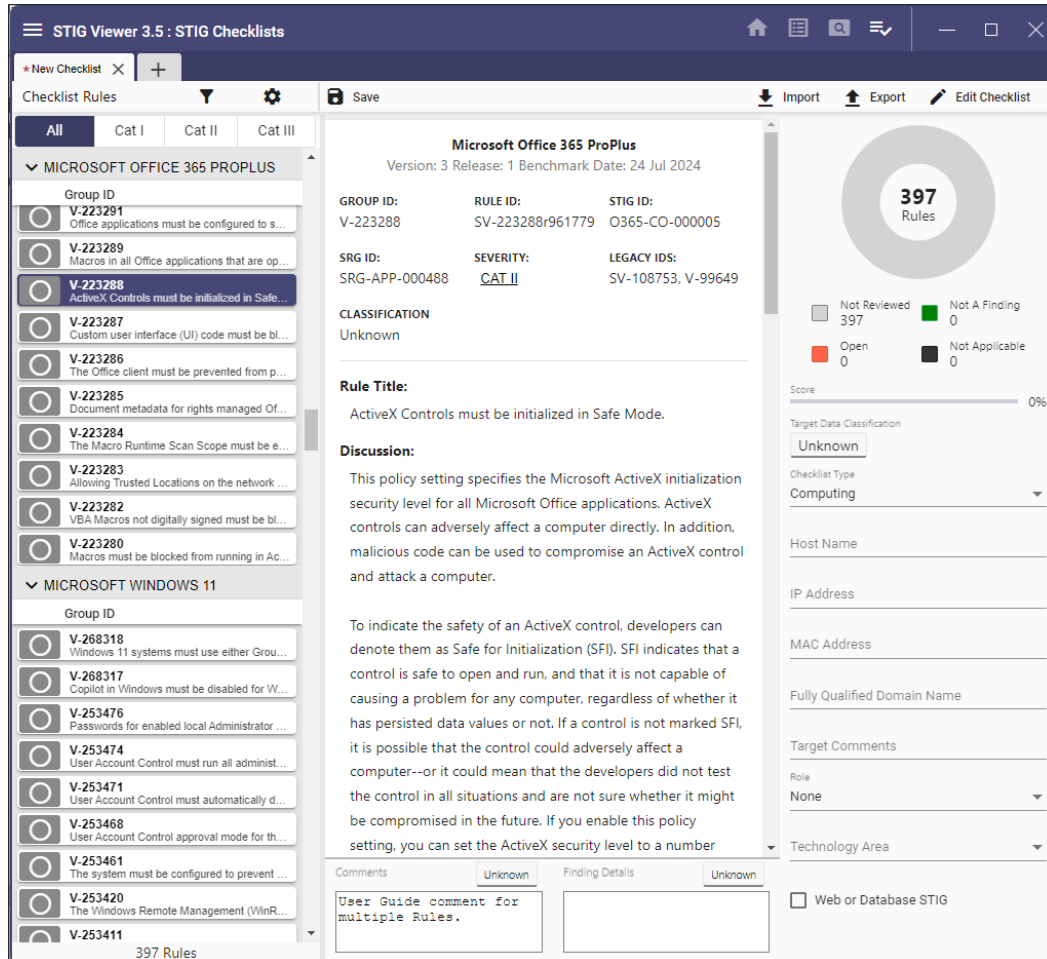 STIG Viewer 3.5 : STIG Checklists
* New Checklist
Checklist Rules
Save
Import
Export
Edit Checklist
All
Cat I
Cat II
Cat III
MICROSOFT OFFICE 365 PROPLUS
Group ID
V-223291
Office applications must be configured to s...
V-223289
Macros in all Office applications that are op...
V-223288
ActiveX Controls must be initialized in Safe...
V-223287
Custom user interface (UI) code must be bl...
V-223286
The Office client must be prevented from p...
V-223285
Document metadata for rights managed Of...
V-223284
The Macro Runtime Scan Scope must be e...
V-223283
Allowing Trusted Locations on the network ...
V-223282
VBA Macros not digitally signed must be bl...
V-223280
Macros must be blocked from running in Ac...
MICROSOFT WINDOWS 11
Group ID
V-268318
Windows 11 systems must use either Grou...
V-268317
Copilot in Windows must be disabled for W...
V-253476
Passwords for enabled local Administrator ...
V-253474
User Account Control must run all administ...
V-253471
User Account Control must automatically d...
V-253468
User Account Control approval mode for th...
V-253461
The system must be configured to prevent ...
V-253420
The Windows Remote Management (WinR...
V-253411
397 Rules
Microsoft Office 365 ProPlus
Version: 3 Release: 1 Benchmark Date: 24 Jul 2024
GROUP ID: RULE ID: STIG ID:
V-223288 SV-223288r961779 O365-CO-000005
SRG ID: SEVERITY: LEGACY IDS:
SRG-APP-000488 CAT II SV-108753, V-99649
CLASSIFICATION
Unknown
Rule Title:
ActiveX Controls must be initialized in Safe Mode.
Discussion:
This policy setting specifies the Microsoft ActiveX initialization
security level for all Microsoft Office applications. ActiveX
controls can adversely affect a computer directly. In addition,
malicious code can be used to compromise an ActiveX control
and attack a computer.
To indicate the safety of an ActiveX control, developers can
denote them as Safe for Initialization (SFI). SFI indicates that a
control is safe to open and run, and that it is not capable of
causing a problem for any computer, regardless of whether it
has persisted data values or not. If a control is not marked SFI,
it is possible that the control could adversely affect a
computer--or it could mean that the developers did not test
the control in all situations and are not sure whether it might
be compromised in the future. If you enable this policy
setting, you can set the ActiveX security level to a number
Comments Unknown
User Guide comment for
multiple Rules.
Finding Details Unknown
397
Rules
Not Reviewed
397
Not A Finding
0
Open
0
Not Applicable
0
Score
0%
Target Data Classification
Unknown
Checklist Type
Computing
Host Name
IP Address
MAC Address
Fully Qualified Domain Name
Target Comments
Role
None
Technology Area
Web or Database STIG